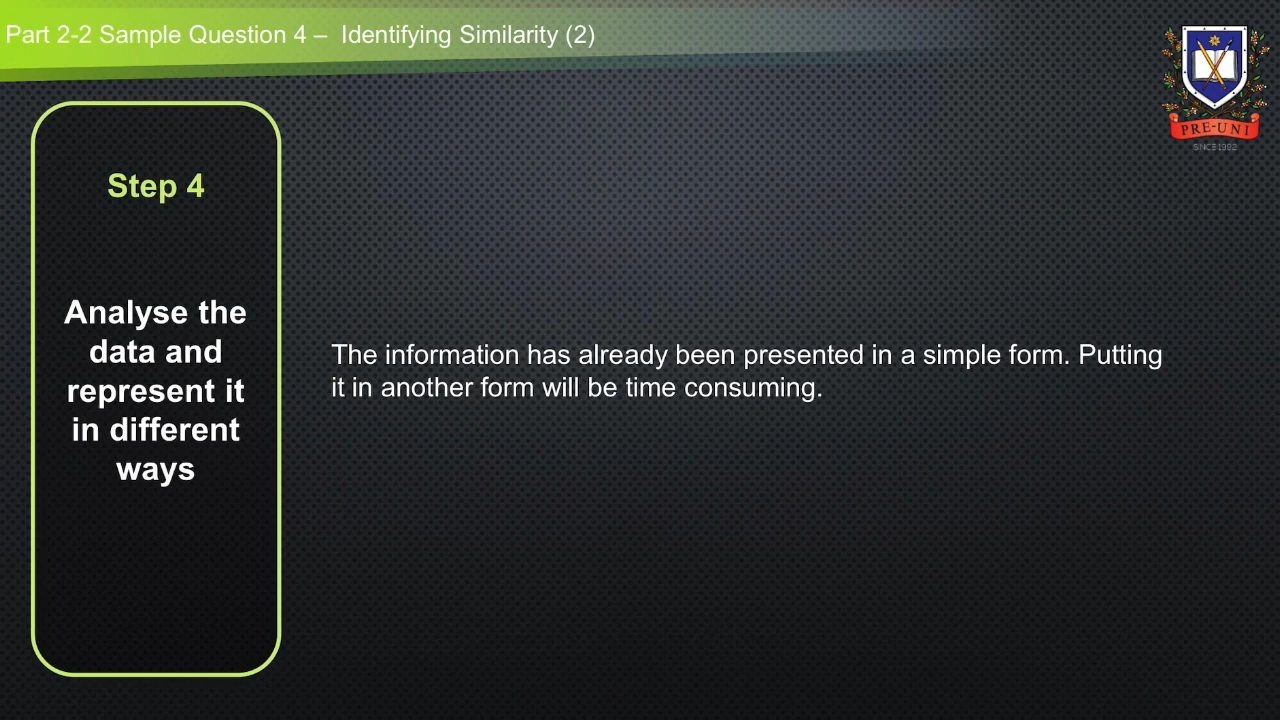 Part 2-2 Sample Question 4 – Identifying Similarity (2)
PRE-UNI
SINCE 1992
Step 4
Analyse the
data and
represent it
in different
ways
The information has already been presented in a simple form. Putting
it in another form will be time consuming.